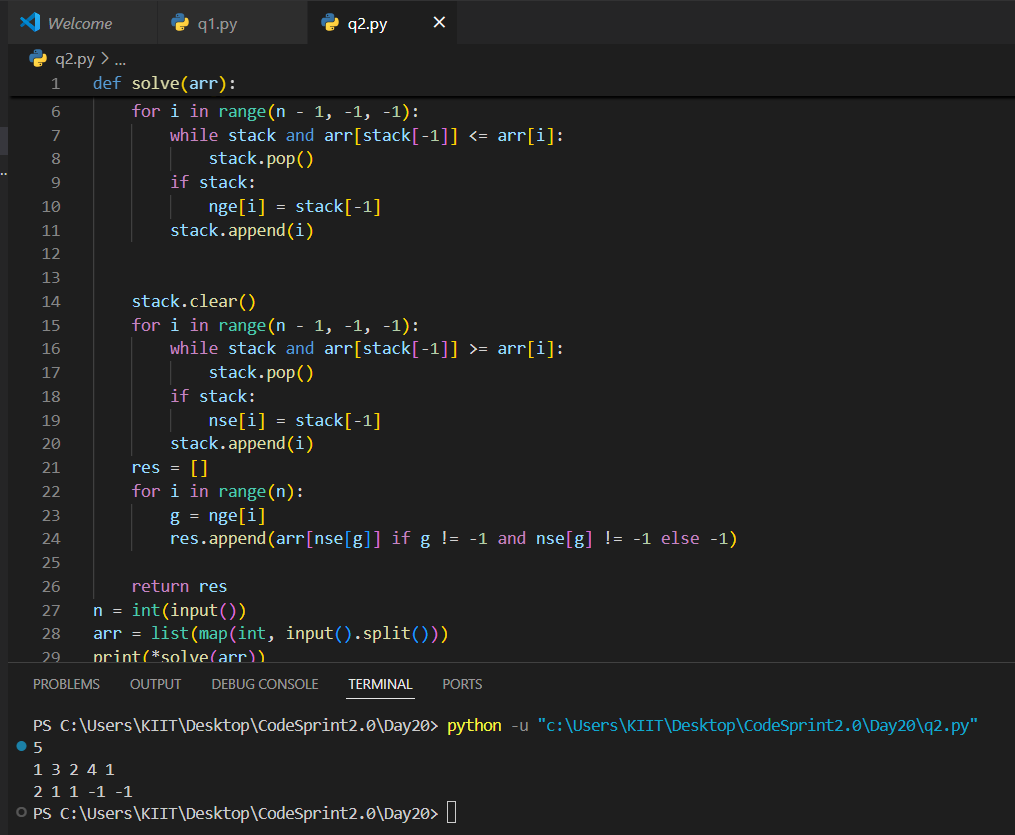 Welcome q1.py q2.py ×
q2.py > ...
1 def solve(arr):
6 for i in range(n - 1, -1, -1):
7 while stack and arr[stack[-1]] <= arr[i]:
8 stack.pop()
9 if stack:
10 nge[i] = stack[-1]
11 stack.append(i)
12
13
14 stack.clear()
15 for i in range(n - 1, -1, -1):
16 while stack and arr[stack[-1]] >= arr[i]:
17 stack.pop()
18 if stack:
19 nse[i] = stack[-1]
20 stack.append(i)
21 res = []
22 for i in range(n):
23 g = nge[i]
24 res.append(arr[nse[g]] if g != -1 and nse[g] != -1 else -1)
25
26 return res
27 n = int(input())
28 arr = list(map(int, input().split()))
29 print(*solve(arr))
PROBLEMS OUTPUT DEBUG CONSOLE TERMINAL PORTS
PS C:\Users\KIIT\Desktop\CodeSprint2.0\Day20> python -u "c:\Users\KIIT\Desktop\CodeSprint2.0\Day20\q2.py"
5
1 3 2 4 1
2 1 1 -1 -1
PS C:\Users\KIIT\Desktop\CodeSprint2.0\Day20>